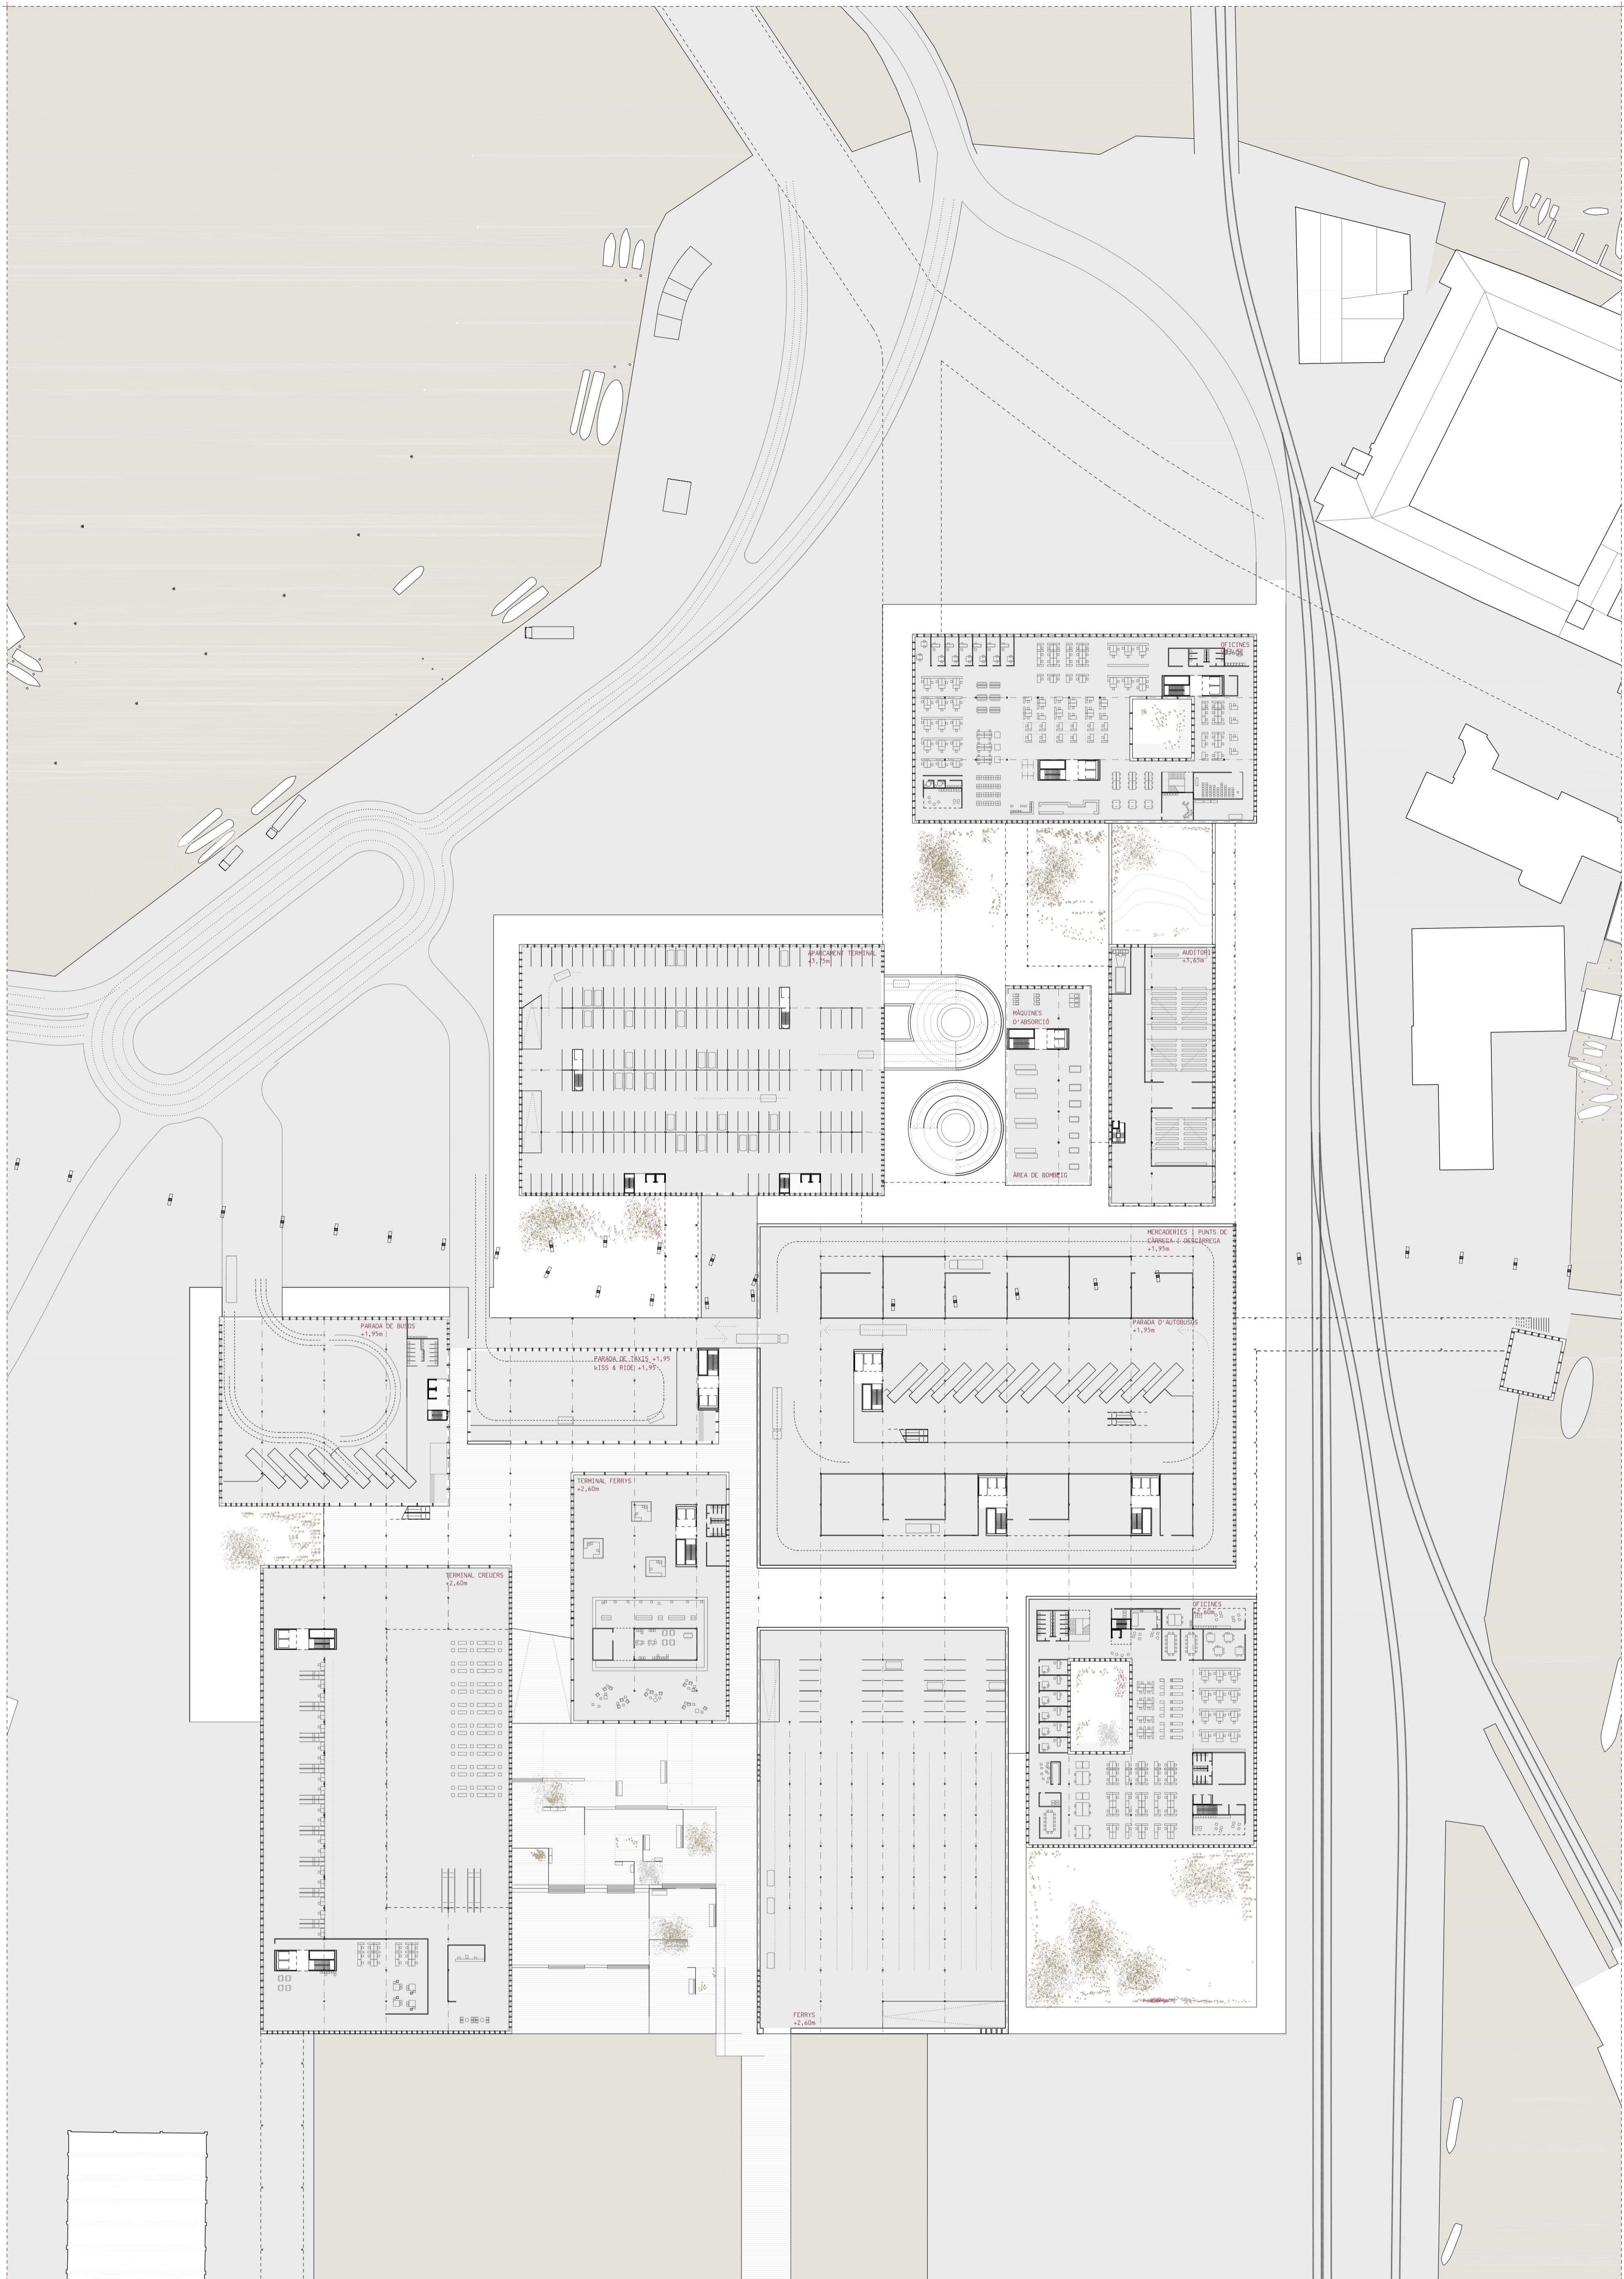 OFICINES
APARCAMENT TERMINAL
+3,75m
AUDITORI
+3,65m
MÀQUINES
D'ABSORCIÓ
ÀREA DE BOMBEIG
MERCADERIES I PUNTS DE
CÀRREGA I DESCÀRREGA
+1,95m
PARADA DE BUSOS
+1,95m
PARADA D'AUTOBUSOS
+1,95m
PARADA DE TAXIS +1,95
KISS & RIDE +1,95
TERMINAL FERRYS
+2,60m
TERMINAL CREUERS
+2,60m
OFICINES
+2,60m
FERRYS
+2,60m